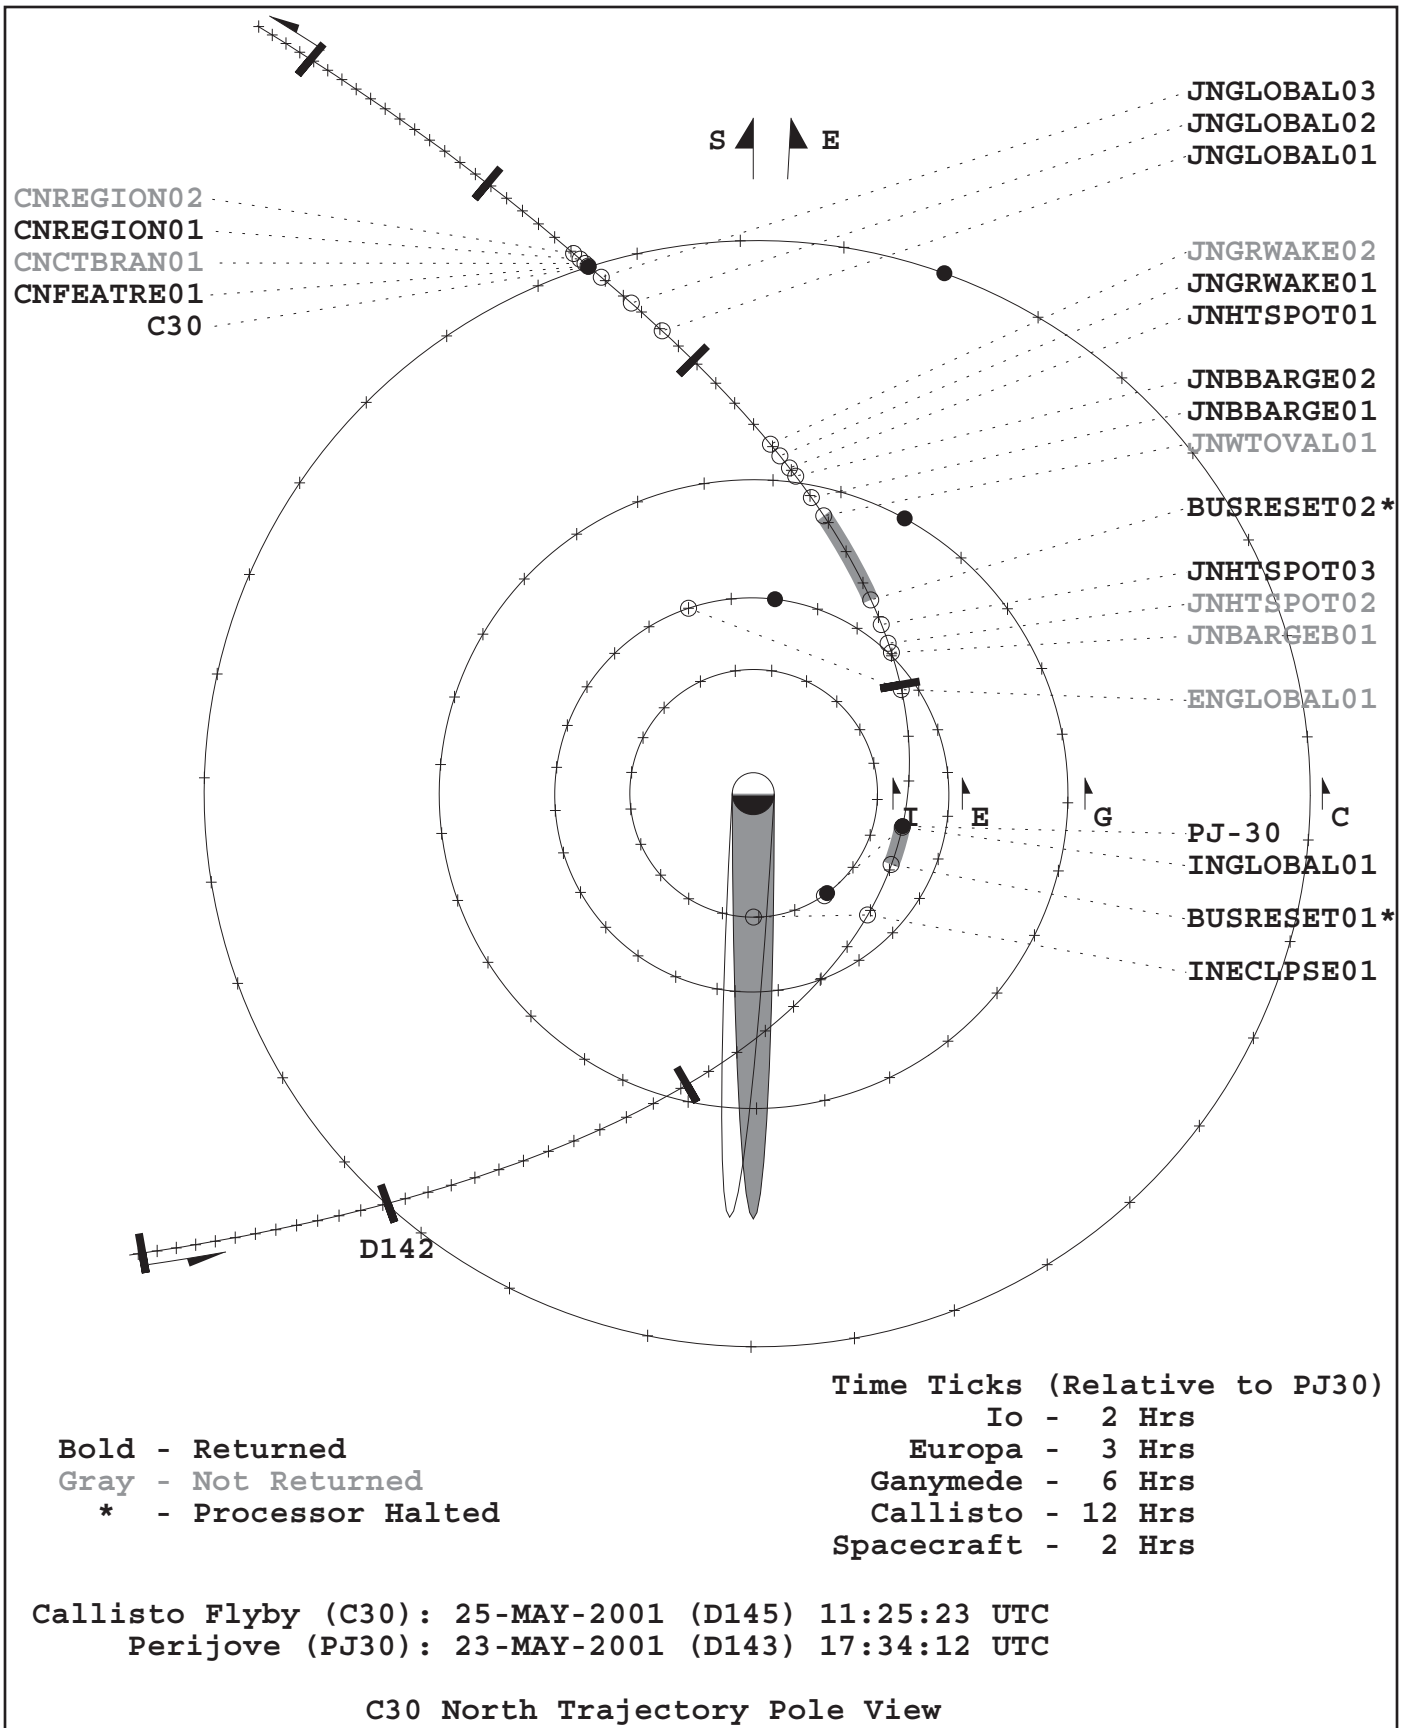 JNGLOBAL03
JNGLOBAL02
S E
JNGLOBAL01
CNREGION02
CNREGION01
CNCTBRAN01
CNFEATRE01
C30
JNGRWAKE02
JNGRWAKE01
JNHTSPOT01
JNBBARGE02
JNBBARGE01
JNWTOVAL01
BUSRESET02*
JNHTSPOT03
JNHTSPOT02
JNBARGEB01
ENGLOBAL01
I E G C
PJ-30
INGLOBAL01
BUSRESET01*
INECLPSE01
D142
Time Ticks (Relative to PJ30)
Io - 2 Hrs
Europa - 3 Hrs
Ganymede - 6 Hrs
Callisto - 12 Hrs
Spacecraft - 2 Hrs
Bold - Returned
Gray - Not Returned
* - Processor Halted
Callisto Flyby (C30): 25-MAY-2001 (D145) 11:25:23 UTC
Perijove (PJ30): 23-MAY-2001 (D143) 17:34:12 UTC
C30 North Trajectory Pole View